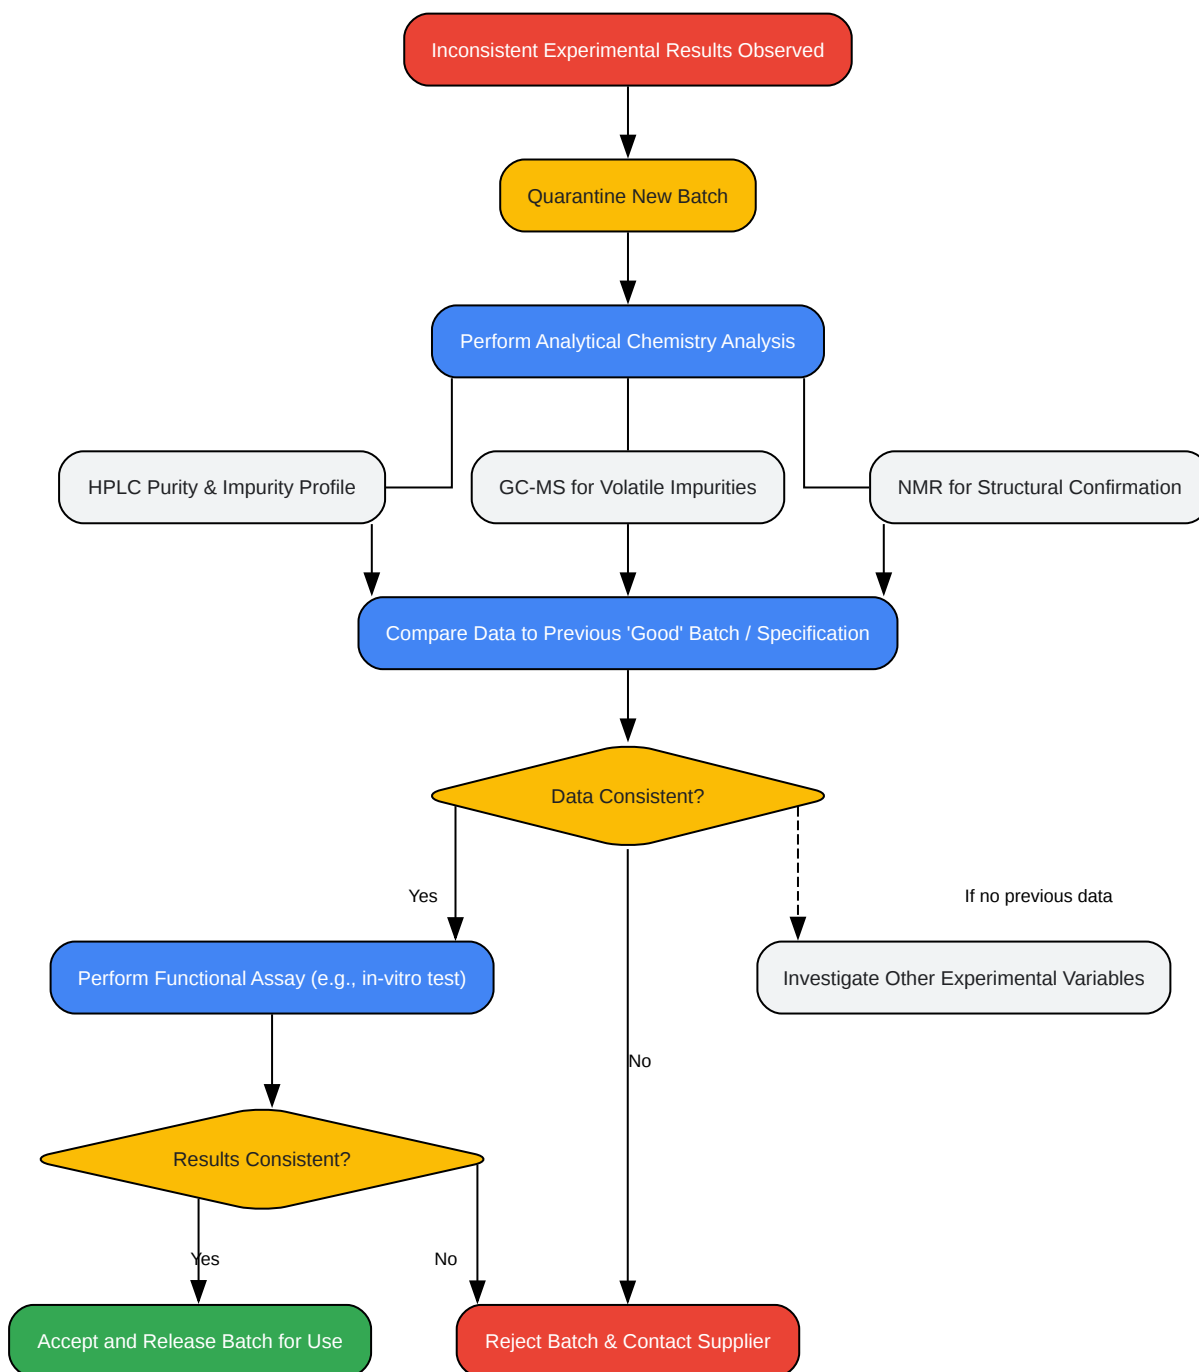 Inconsistent Experimental Results Observed
Quarantine New Batch
Perform Analytical Chemistry Analysis
HPLC Purity & Impurity Profile
GC-MS for Volatile Impurities
NMR for Structural Confirmation
Compare Data to Previous 'Good' Batch / Specification
Data Consistent?
Yes
If no previous data
Perform Functional Assay (e.g., in-vitro test)
Investigate Other Experimental Variables
No
Results Consistent?
Yes
No
Accept and Release Batch for Use
Reject Batch & Contact Supplier